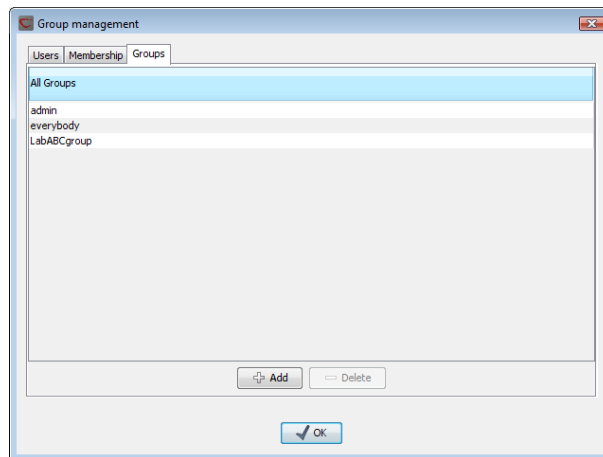 Group management
Users Membership Groups
All Groups
admin
everybody
LabABCgroup
Add Delete
OK